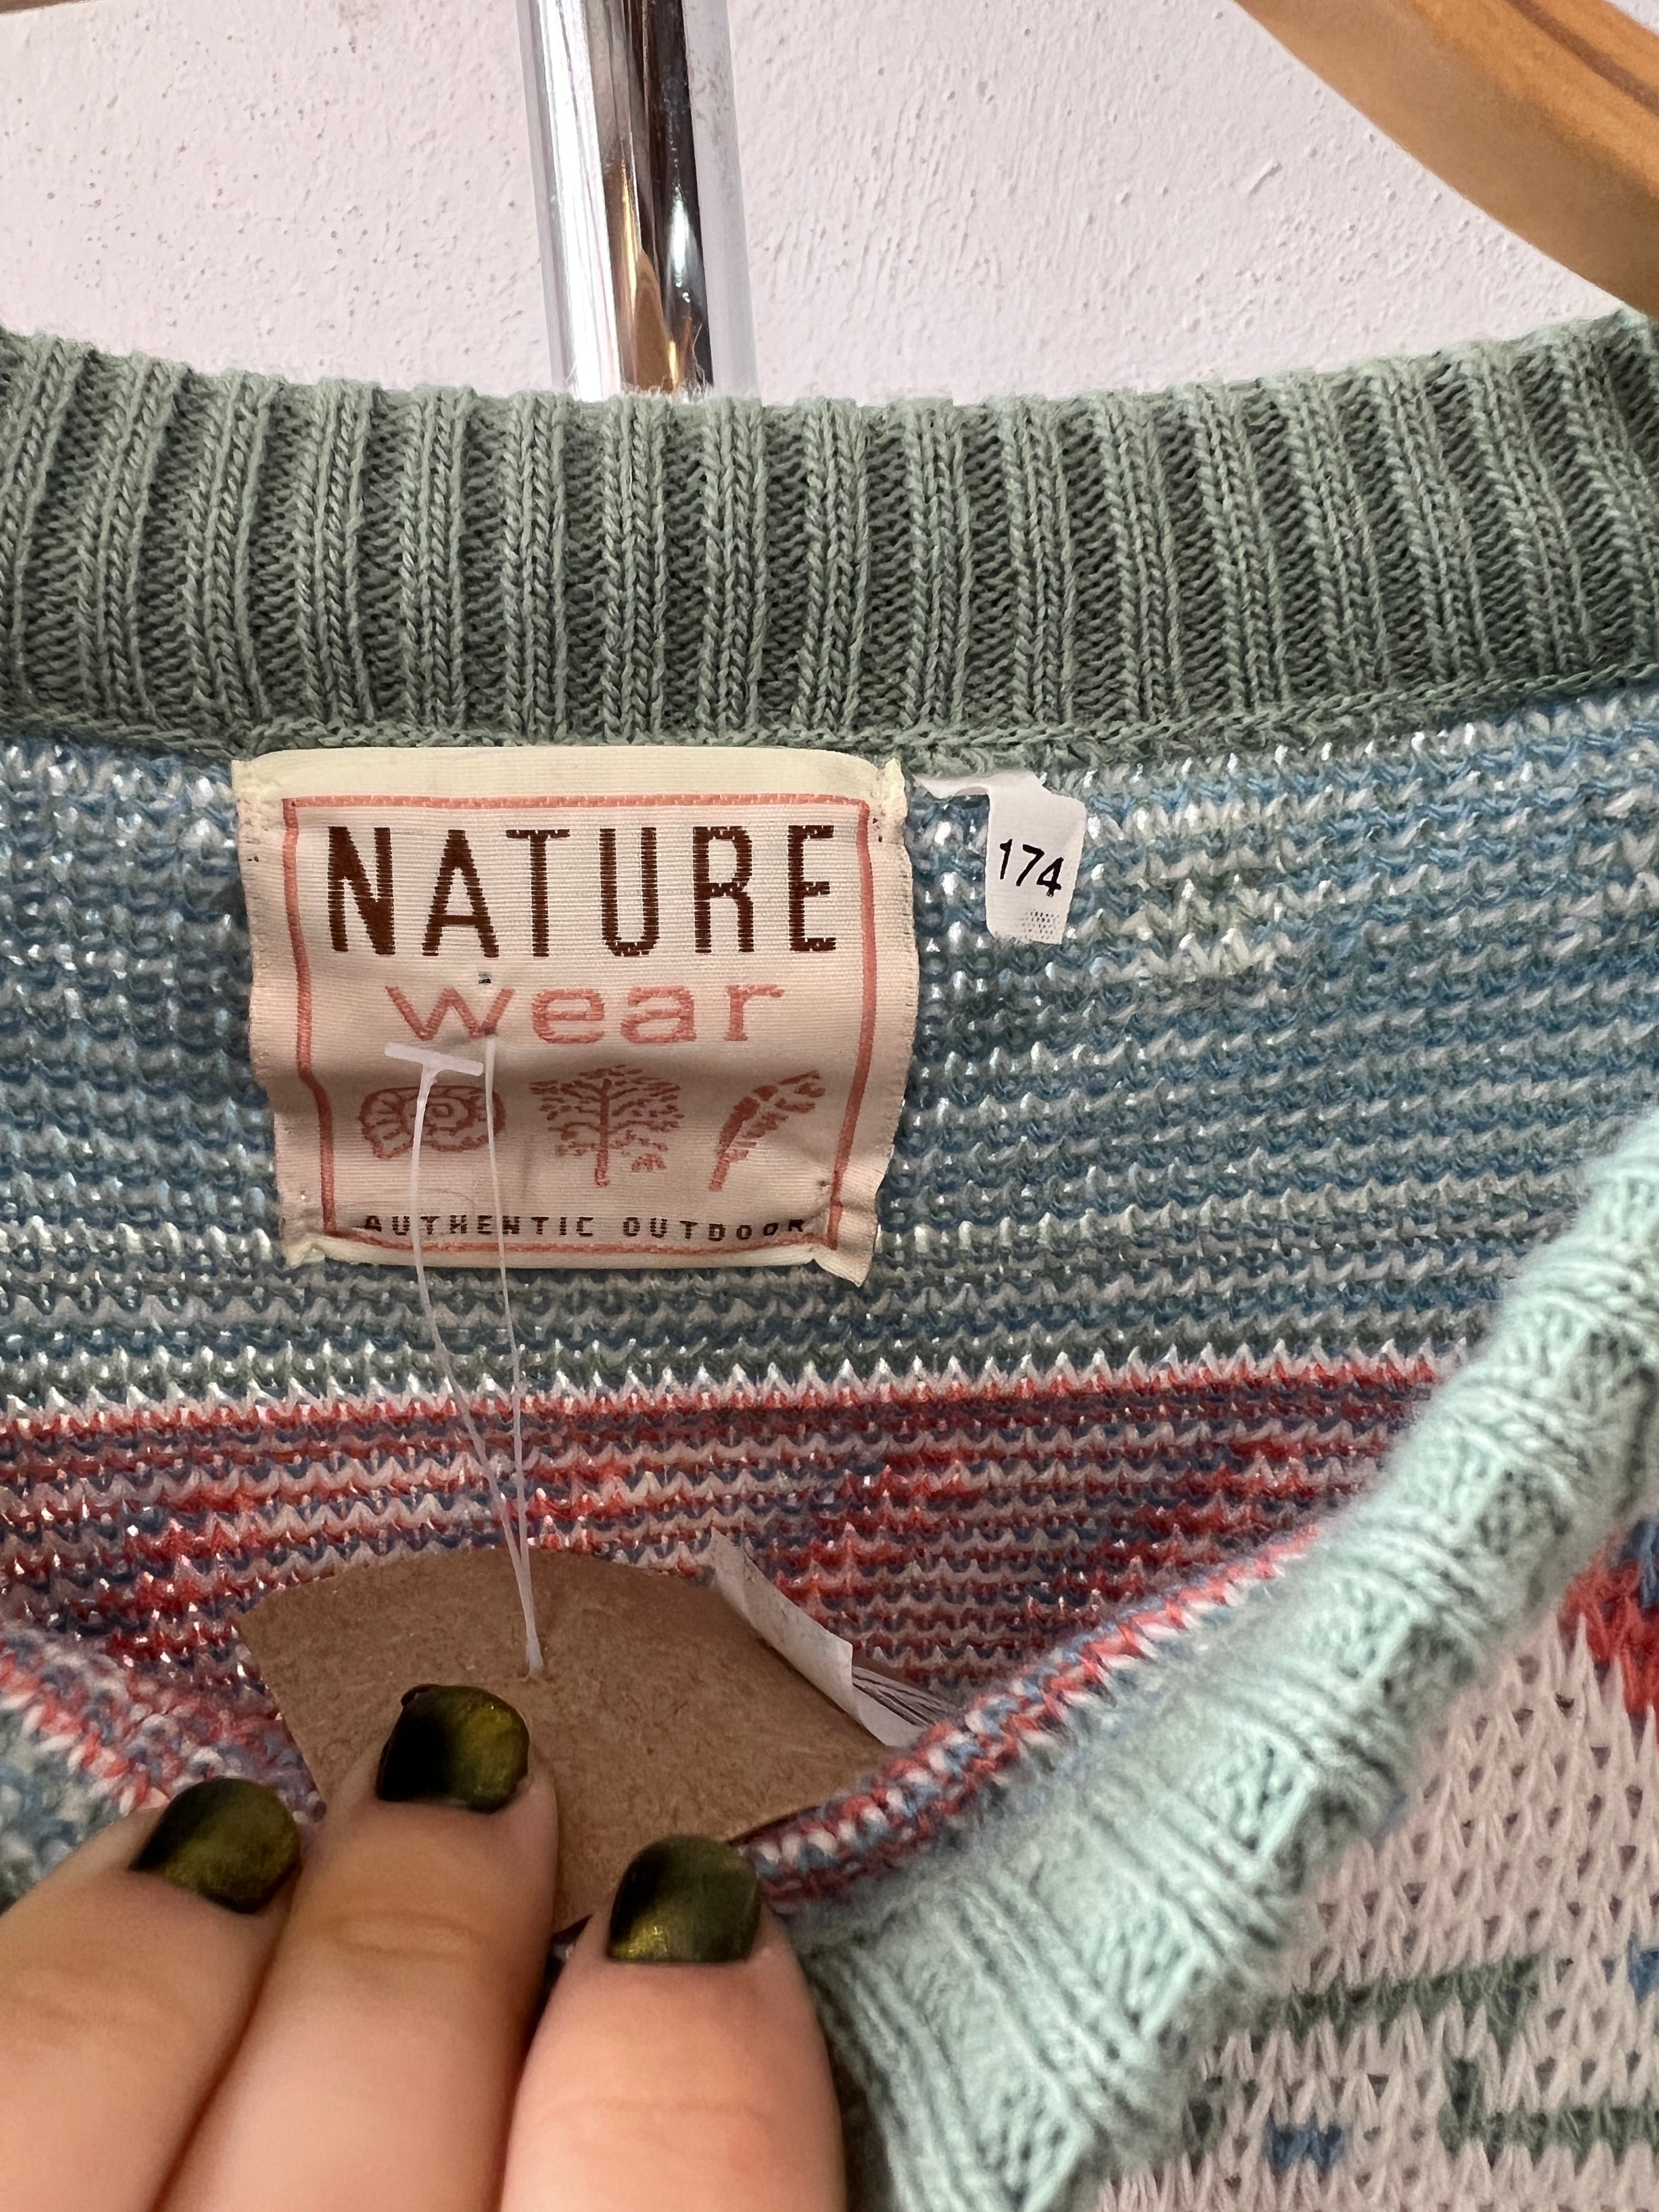 NATURE
wear
AUTHENTIC OUTDOOR
174